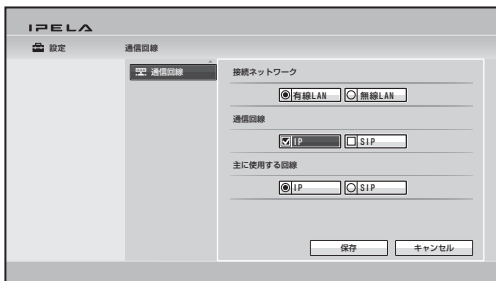 IPELA
設定 通信回線
通信回線
接続ネットワーク
有線LAN 無線LAN
通信回線
IP SIP
主に使用する回線
IP SIP
保存 キャンセル